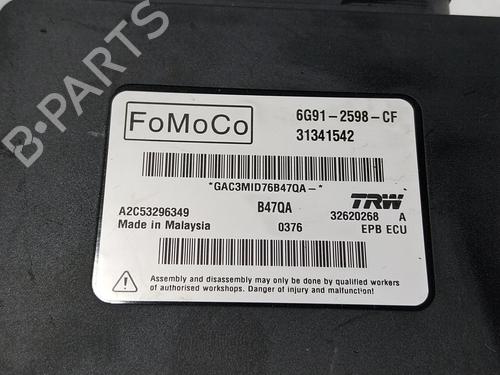 B-PARTS
FoMoCo
6G91-2598-CF
31341542
*GAC3MID76B47QA-*
A2C53296349
B47QA
TRW
32620268 A
Made in Malaysia
0376
EPB ECU
Assembly and disassembly may only be done by qualified workers
of authorised workshops. Danger of injury and malfunction!